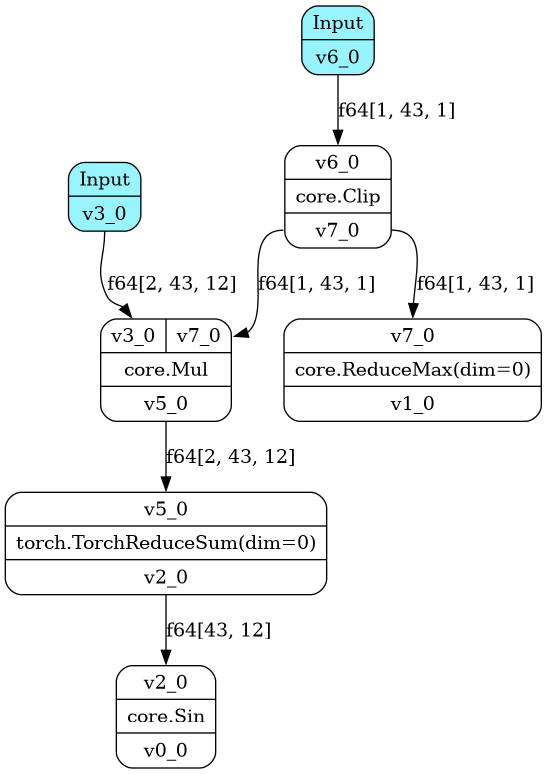 Input
v6_0
f64[1, 43, 1]
v6_0
core.Clip
v7_0
Input
v3_0
f64[2, 43, 12]
f64[1, 43, 1]
f64[1, 43, 1]
v3_0 v7_0
core.Mul
v5_0
v7_0
core.ReduceMax(dim=0)
v1_0
f64[2, 43, 12]
v5_0
torch.TorchReduceSum(dim=0)
v2_0
f64[43, 12]
v2_0
core.Sin
v0_0